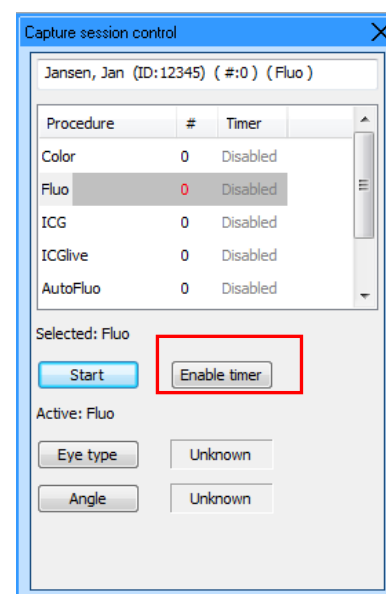 Capture session control
Jansen, Jan (ID:12345) ( #:0 ) ( Fluo )
Procedure # Timer
Color 0 Disabled
Fluo 0 Disabled
ICG 0 Disabled
ICGlive 0 Disabled
AutoFluo 0 Disabled
Selected: Fluo
Start Enable timer
Active: Fluo
Eye type Unknown
Angle Unknown